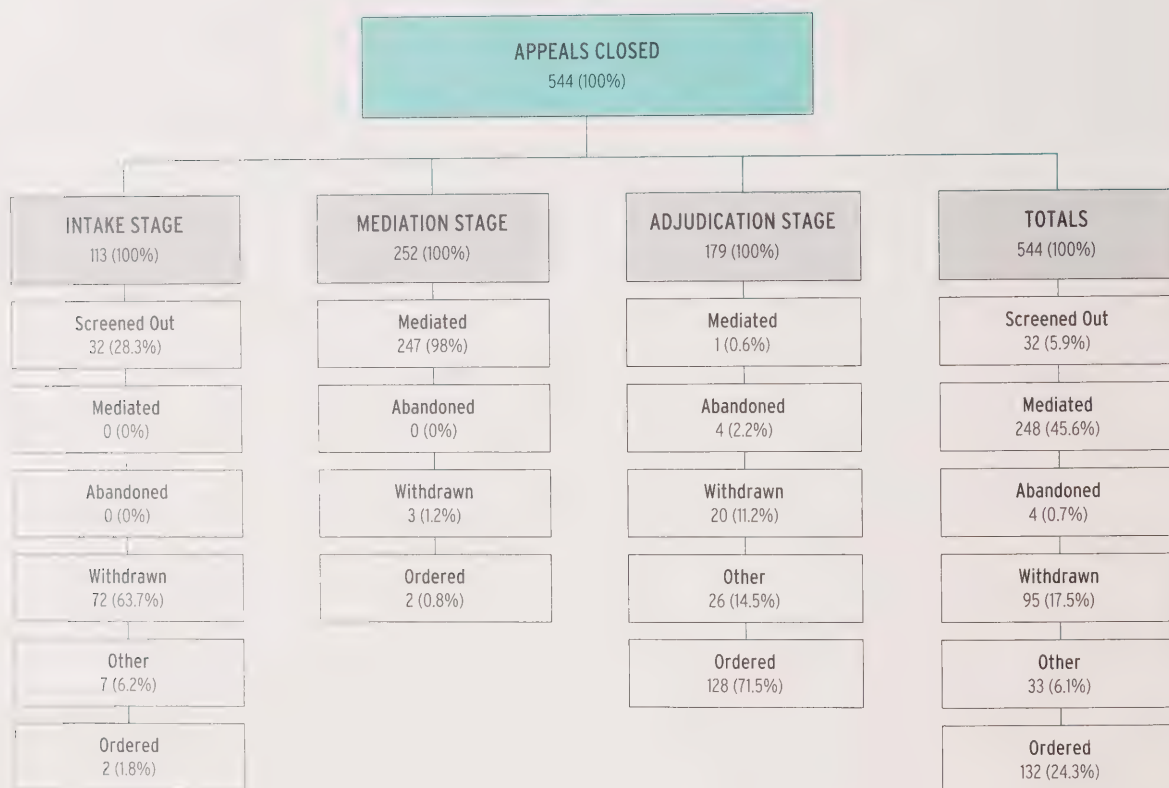 APPEALS CLOSED
544 (100%)
INTAKE STAGE
113 (100%)
Screened Out
32 (28.3%)
Mediated
0 (0%)
Abandoned
0 (0%)
Withdrawn
72 (63.7%)
Other
7 (6.2%)
Ordered
2 (1.8%)
MEDIATION STAGE
252 (100%)
Mediated
247 (98%)
Abandoned
0 (0%)
Withdrawn
3 (1.2%)
Ordered
2 (0.8%)
ADJUDICATION STAGE
179 (100%)
Mediated
1 (0.6%)
Abandoned
4 (2.2%)
Withdrawn
20 (11.2%)
Other
26 (14.5%)
Ordered
128 (71.5%)
TOTALS
544 (100%)
Screened Out
32 (5.9%)
Mediated
248 (45.6%)
Abandoned
4 (0.7%)
Withdrawn
95 (17.5%)
Other
33 (6.1%)
Ordered
132 (24.3%)